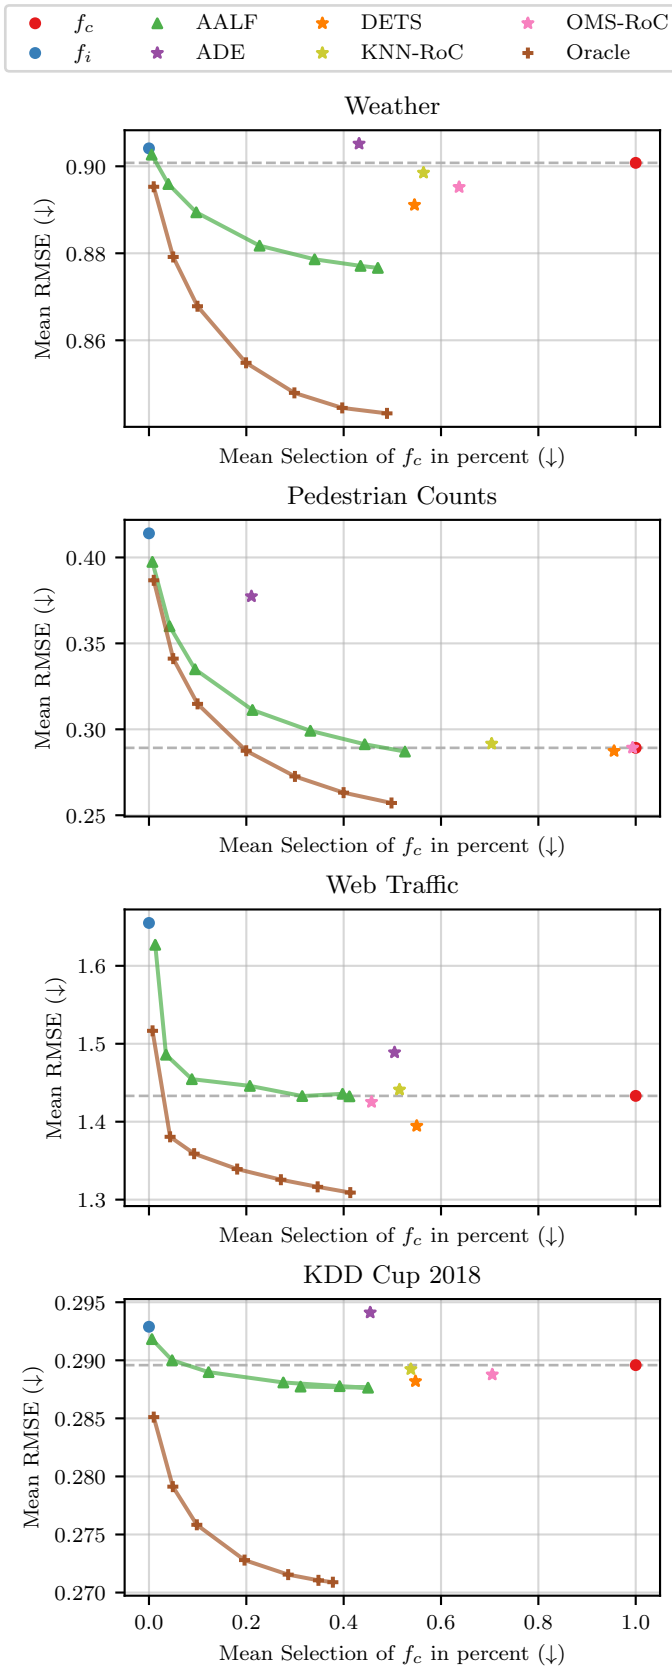 f_c AALF DETS OMS-RoC
f_i ADE KNN-RoC Oracle
Weather
0.90
0.88
0.86
Mean RMSE (↓)
Mean Selection of f_c in percent (↓)
Pedestrian Counts
0.40
0.35
0.30
0.25
Mean RMSE (↓)
Mean Selection of f_c in percent (↓)
Web Traffic
1.6
1.5
1.4
1.3
Mean RMSE (↓)
Mean Selection of f_c in percent (↓)
KDD Cup 2018
0.295
0.290
0.285
0.280
0.275
0.270
Mean RMSE (↓)
0.0 0.2 0.4 0.6 0.8 1.0
Mean Selection of f_c in percent (↓)